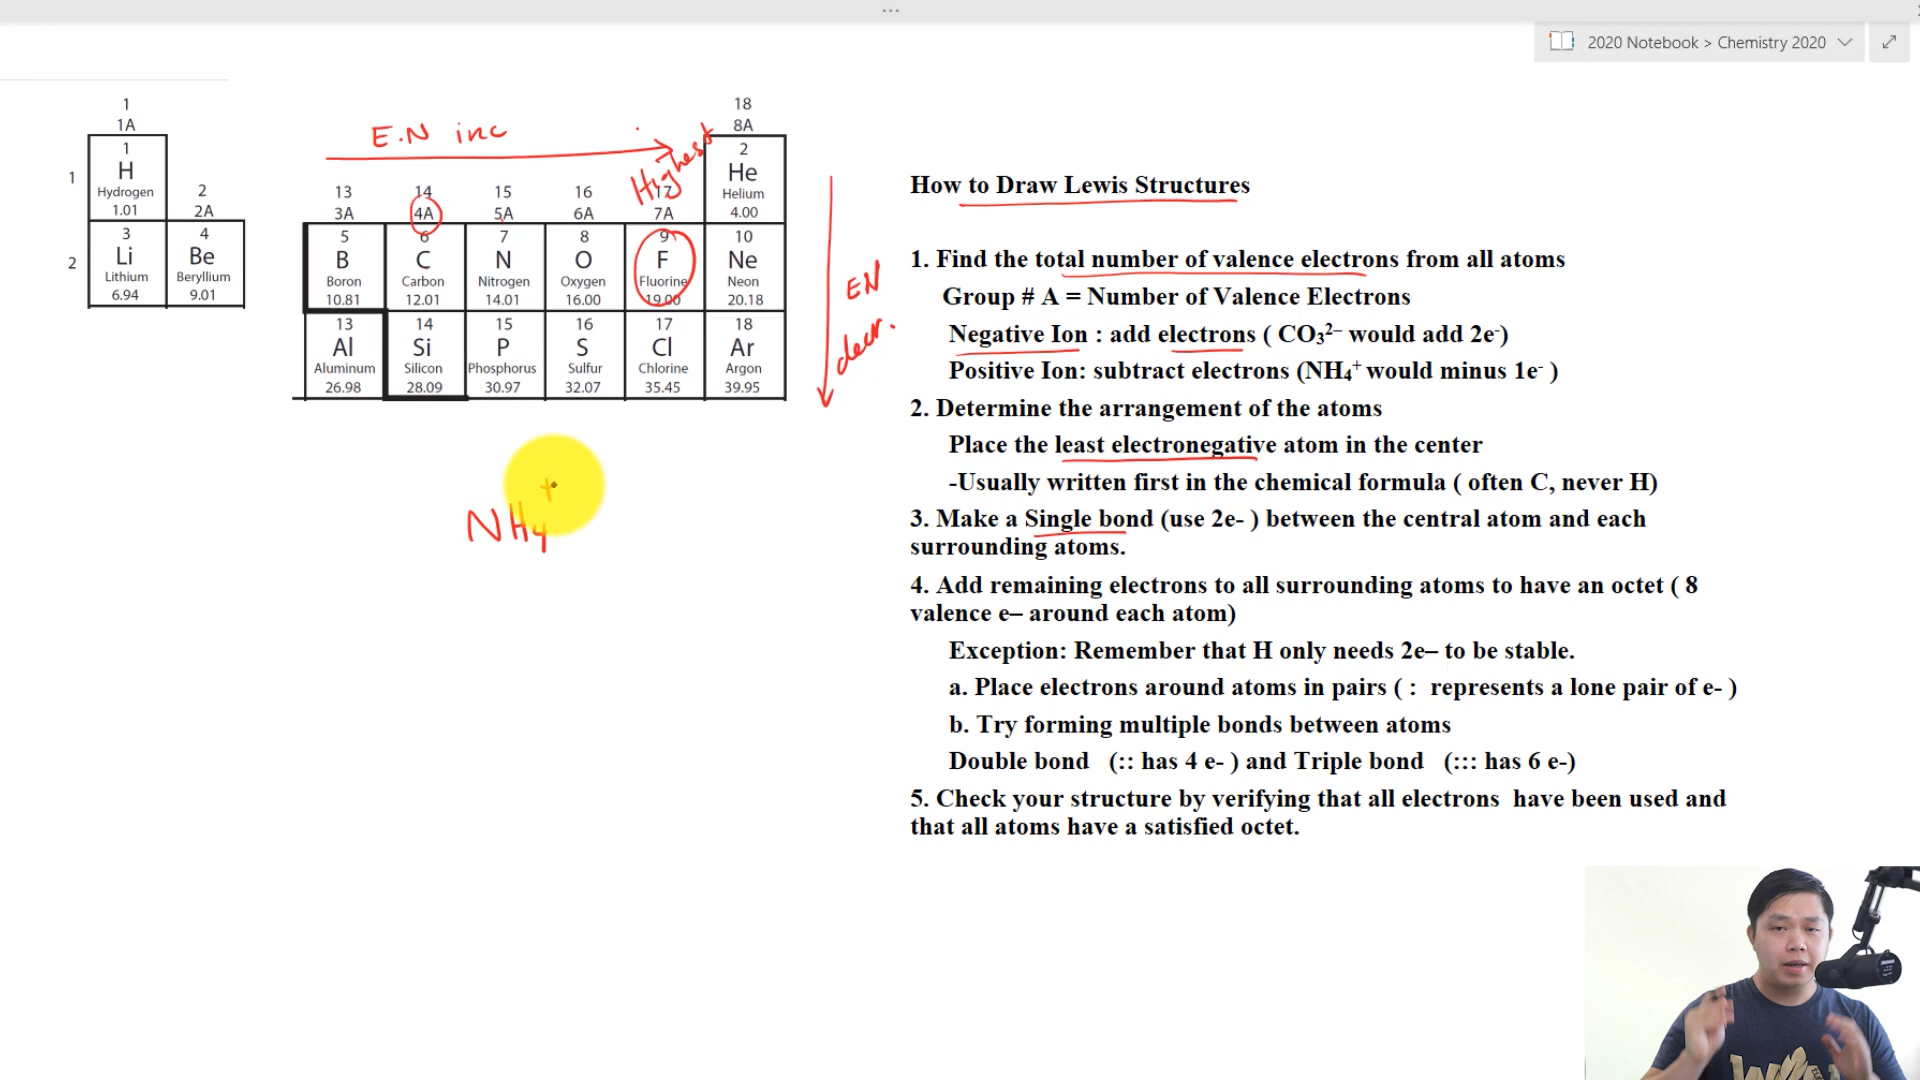 ...
2020 Notebook > Chemistry 2020
1
1A
1
H
Hydrogen
1.01
1
2
2A
2
3
Li
Lithium
6.94
4
Be
Beryllium
9.01
E.N inc
Highest
18
8A
2
He
Helium
4.00
13
3A
14
4A
15
5A
16
6A
17
7A
5
B
Boron
10.81
6
C
Carbon
12.01
7
N
Nitrogen
14.01
8
O
Oxygen
16.00
9
F
Fluorine
19.00
10
Ne
Neon
20.18
13
Al
Aluminum
26.98
14
Si
Silicon
28.09
15
P
Phosphorus
30.97
16
S
Sulfur
32.07
17
Cl
Chlorine
35.45
18
Ar
Argon
39.95
EN
decr.
NH₄⁺
How to Draw Lewis Structures
1. Find the total number of valence electrons from all atoms
Group # A = Number of Valence Electrons
Negative Ion : add electrons ( CO₃²⁻ would add 2e⁻)
Positive Ion: subtract electrons (NH₄⁺ would minus 1e⁻ )
2. Determine the arrangement of the atoms
Place the least electronegative atom in the center
-Usually written first in the chemical formula ( often C, never H)
3. Make a Single bond (use 2e- ) between the central atom and each
surrounding atoms.
4. Add remaining electrons to all surrounding atoms to have an octet ( 8
valence e– around each atom)
Exception: Remember that H only needs 2e– to be stable.
a. Place electrons around atoms in pairs ( : represents a lone pair of e- )
b. Try forming multiple bonds between atoms
Double bond (:: has 4 e- ) and Triple bond (::: has 6 e-)
5. Check your structure by verifying that all electrons have been used and
that all atoms have a satisfied octet.